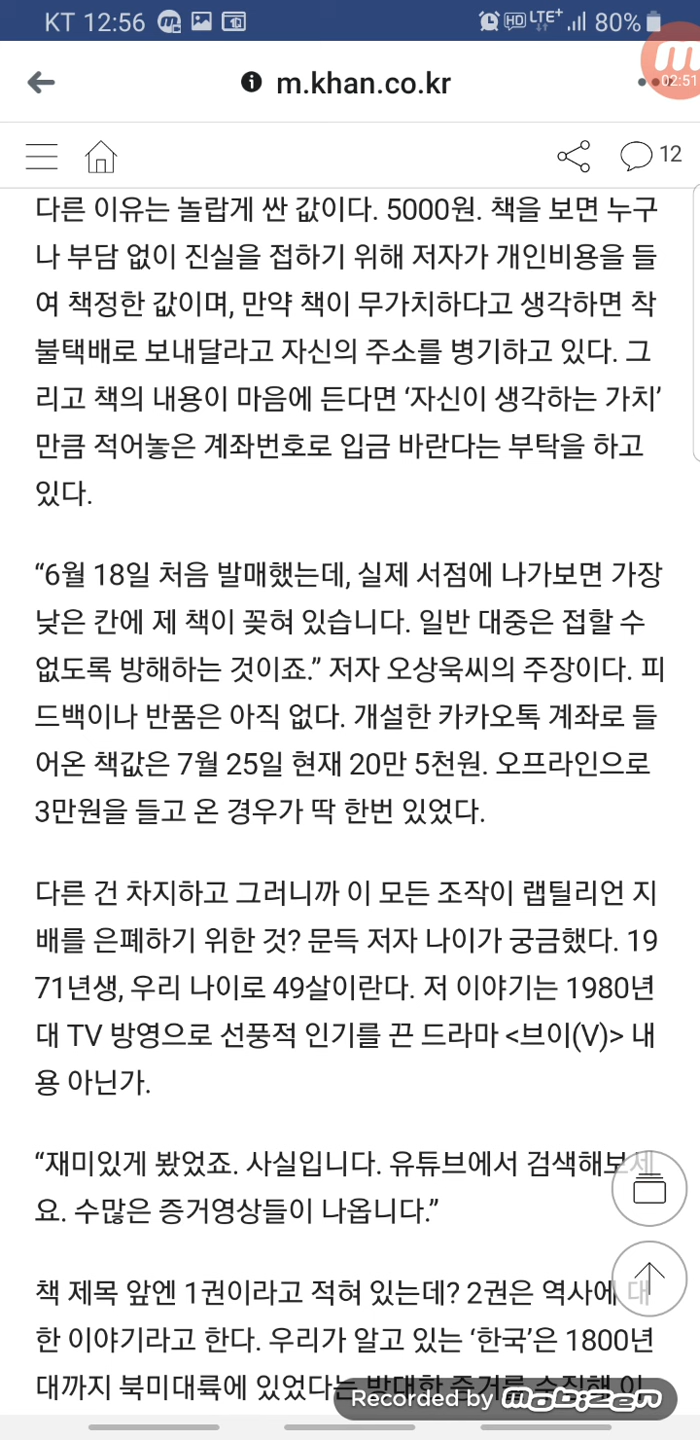 KT 12:56 HD LTE+ 80%
m.khan.co.kr
02:51
12
다른 이유는 놀랍게 싼 값이다. 5000원. 책을 보면 누구
나 부담 없이 진실을 접하기 위해 저자가 개인비용을 들
여 책정한 값이며, 만약 책이 무가치하다고 생각하면 착
불택배로 보내달라고 자신의 주소를 병기하고 있다. 그
리고 책의 내용이 마음에 든다면 ‘자신이 생각하는 가치’
만큼 적어놓은 계좌번호로 입금 바란다는 부탁을 하고
있다.
“6월 18일 처음 발매했는데, 실제 서점에 나가보면 가장
낮은 칸에 제 책이 꽂혀 있습니다. 일반 대중은 접할 수
없도록 방해하는 것이죠.” 저자 오상욱씨의 주장이다. 피
드백이나 반품은 아직 없다. 개설한 카카오톡 계좌로 들
어온 책값은 7월 25일 현재 20만 5천원. 오프라인으로
3만원을 들고 온 경우가 딱 한번 있었다.
다른 건 차지하고 그러니까 이 모든 조작이 랩틸리언 지
배를 은폐하기 위한 것? 문득 저자 나이가 궁금했다. 19
71년생, 우리 나이로 49살이란다. 저 이야기는 1980년
대 TV 방영으로 선풍적 인기를 끈 드라마 <브이(V)> 내
용 아닌가.
“재미있게 봤었죠. 사실입니다. 유튜브에서 검색해보세
요. 수많은 증거영상들이 나옵니다.”
책 제목 앞엔 1권이라고 적혀 있는데? 2권은 역사에 대
한 이야기라고 한다. 우리가 알고 있는 ‘한국’은 1800년
대까지 북미대륙에 있었다는 방대한 증거를 수집해 이
Recorded by mobizen